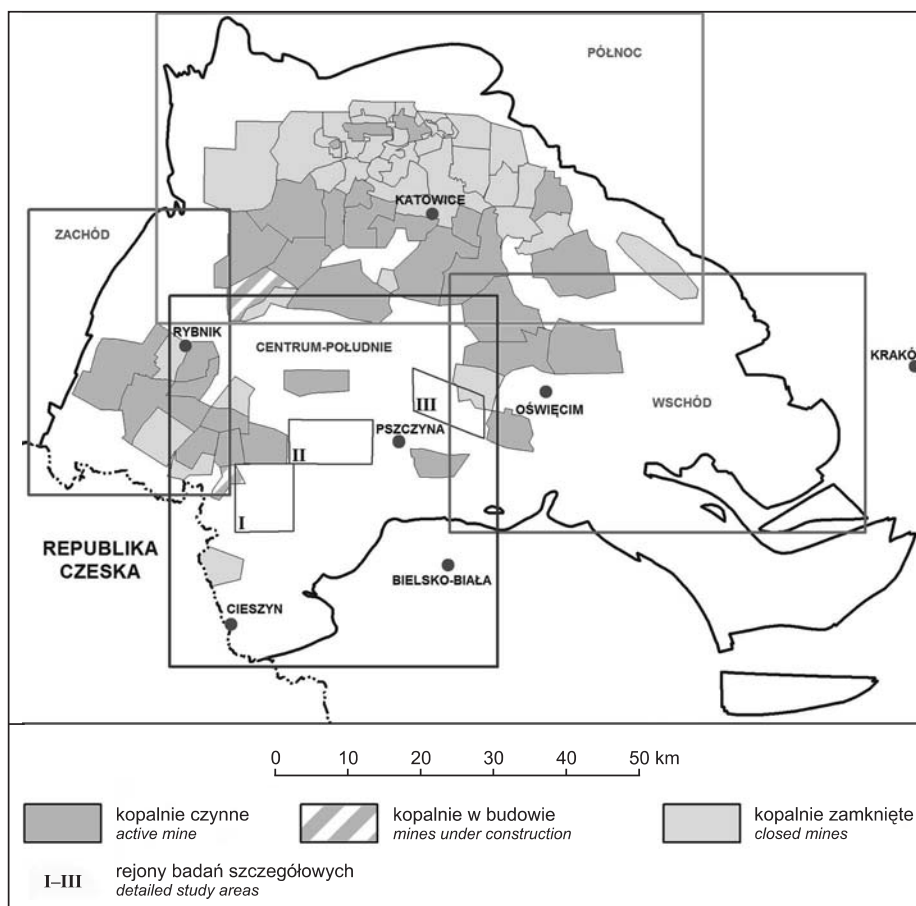 PÓŁNOC
KATOWICE
ZACHÓD
RYBNIK
CENTRUM-POŁUDNIE
KRAKÓ
OŚWIĘCIM
WSCHÓD
III
PSZCZYNA
II
I
REPUBLIKA
CZESKA
BIELSKO-BIAŁA
CIESZYN
0 10 20 30 40 50 km
kopalnie czynne
active mine
kopalnie w budowie
mines under construction
kopalnie zamknięte
closed mines
I–III
rejony badań szczegółowych
detailed study areas